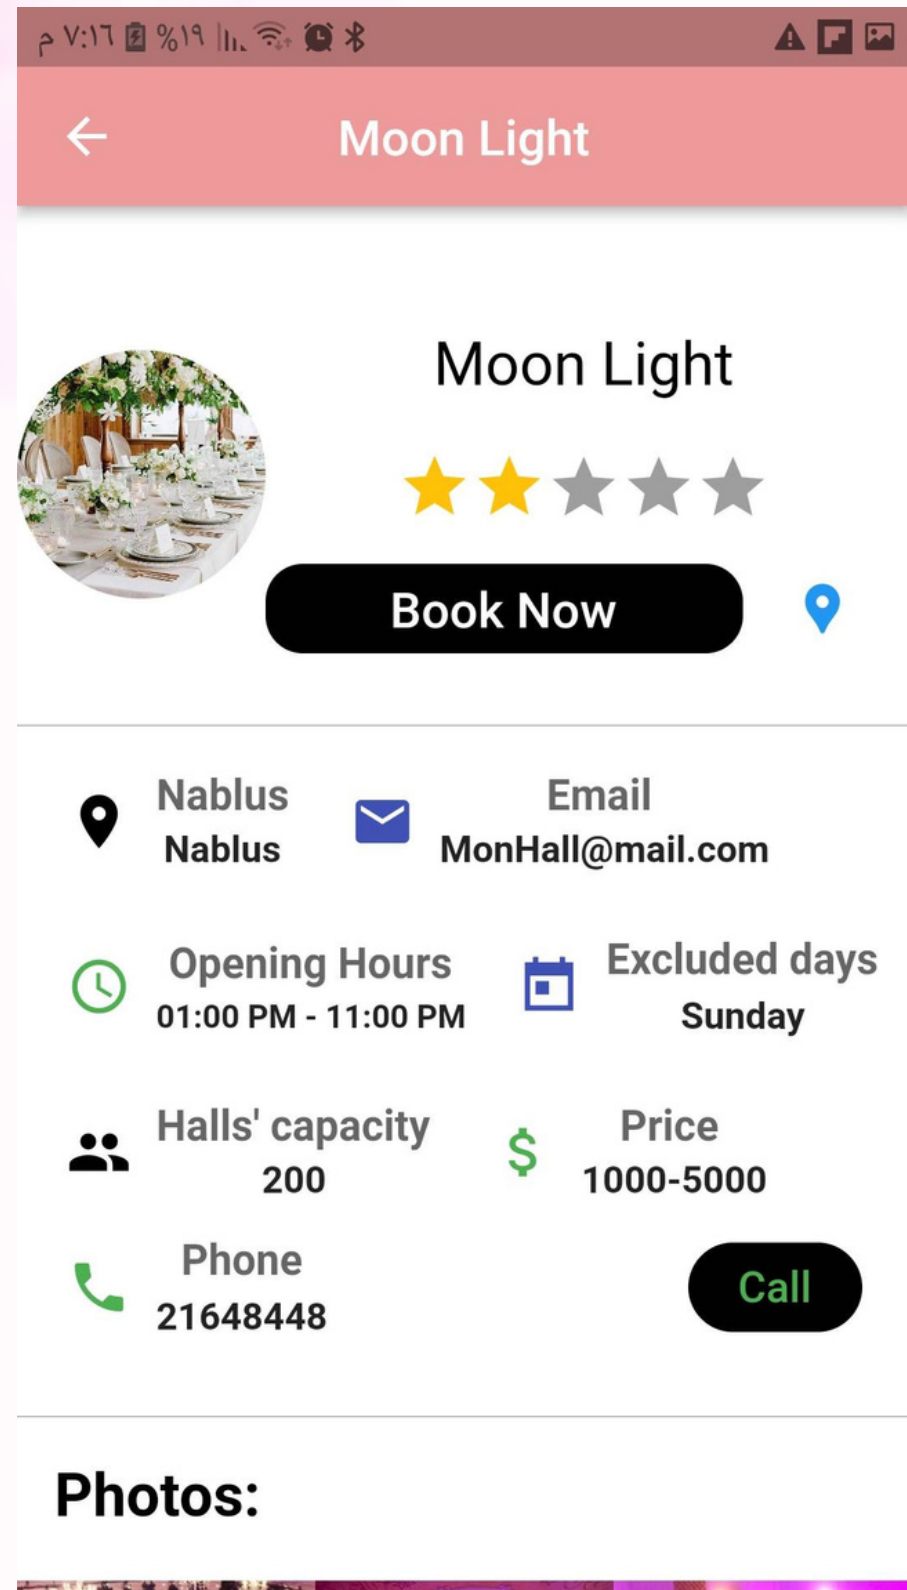 م ٧:١٦ %١٩
Moon Light
Moon Light
Book Now
Nablus
Nablus
Email
MonHall@mail.com
Opening Hours
01:00 PM - 11:00 PM
Excluded days
Sunday
Halls' capacity
200
Price
1000-5000
Phone
21648448
Call
Photos: